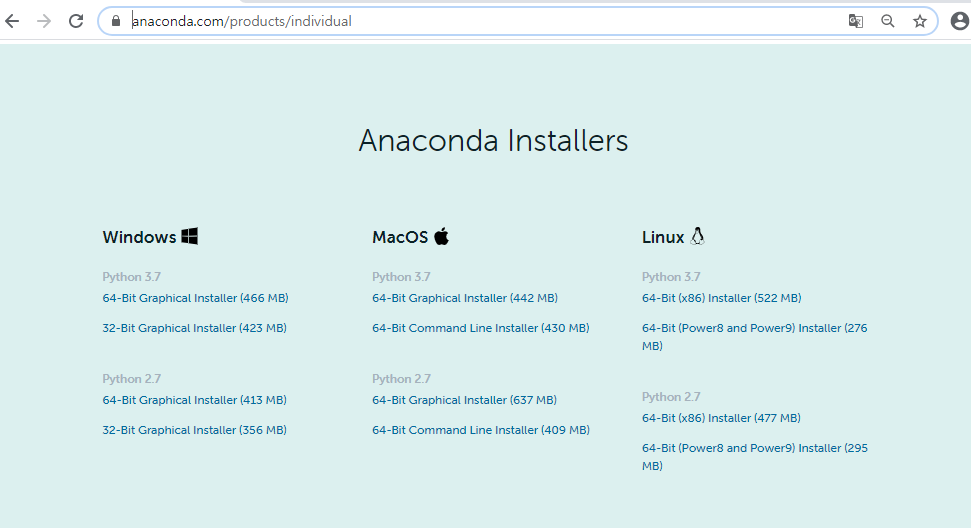 anaconda.com/products/individual
Anaconda Installers
Windows
Python 3.7
64-Bit Graphical Installer (466 MB)
32-Bit Graphical Installer (423 MB)
Python 2.7
64-Bit Graphical Installer (413 MB)
32-Bit Graphical Installer (356 MB)
MacOS
Python 3.7
64-Bit Graphical Installer (442 MB)
64-Bit Command Line Installer (430 MB)
Python 2.7
64-Bit Graphical Installer (637 MB)
64-Bit Command Line Installer (409 MB)
Linux
Python 3.7
64-Bit (x86) Installer (522 MB)
64-Bit (Power8 and Power9) Installer (276
MB)
Python 2.7
64-Bit (x86) Installer (477 MB)
64-Bit (Power8 and Power9) Installer (295
MB)